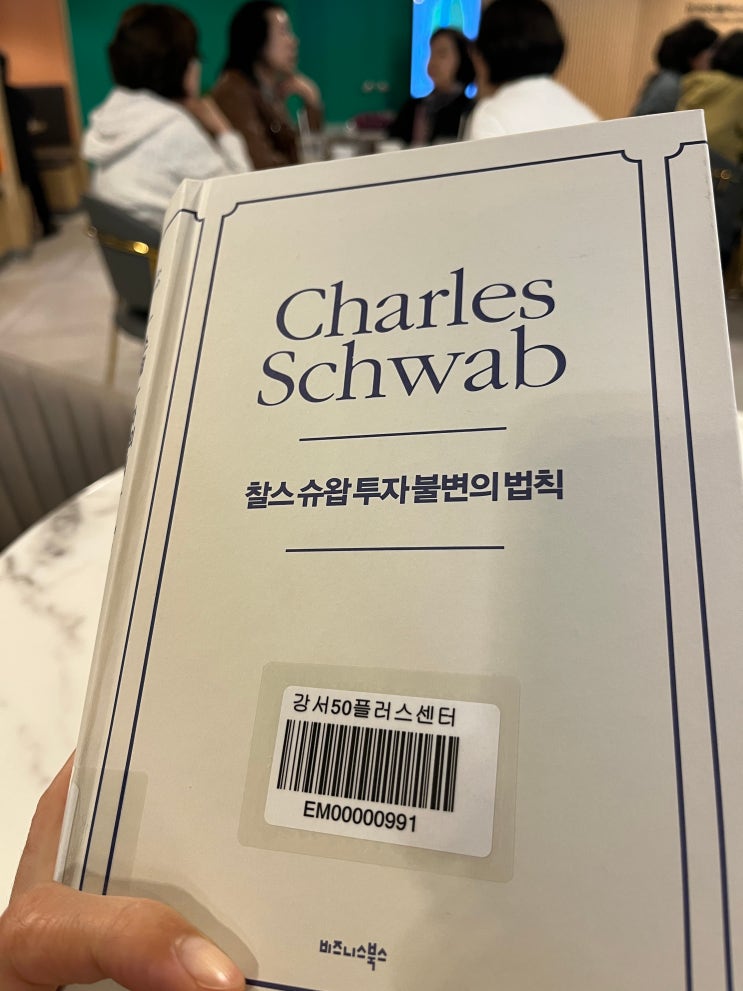 Charles
Schwab
찰스 슈왑 투자 불변의 법칙
강서50플러스센터
EM00000991
비즈니스북스